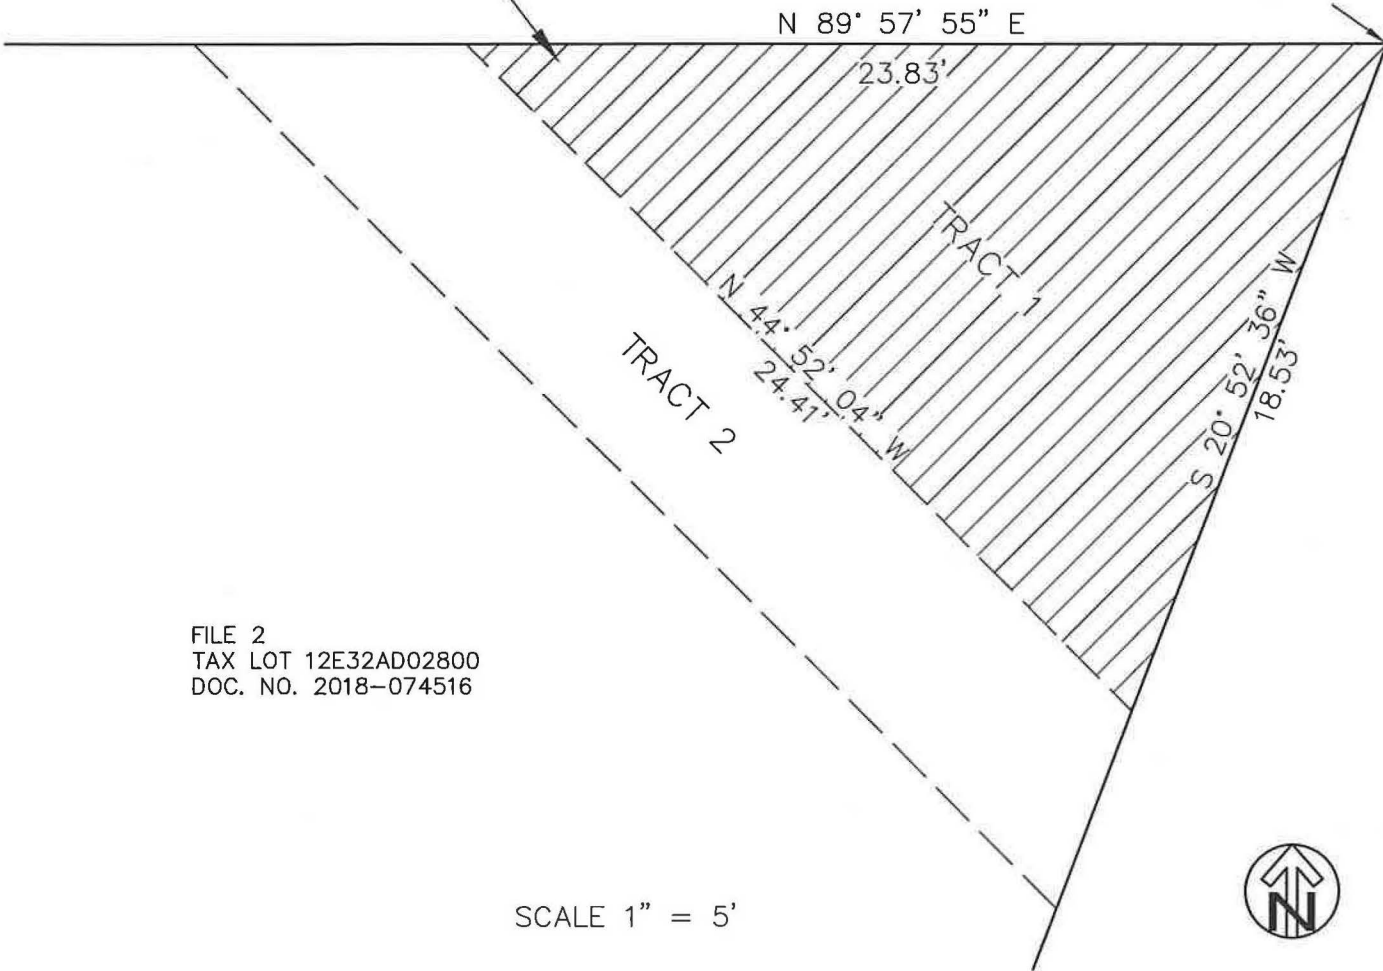 N 89° 57' 55" E
23.83'
TRACT 1
N 44° 52' 04" W
24.41'
S 20° 52' 36" W
18.53'
TRACT 2
FILE 2
TAX LOT 12E32AD02800
DOC. NO. 2018-074516
SCALE 1" = 5'
N